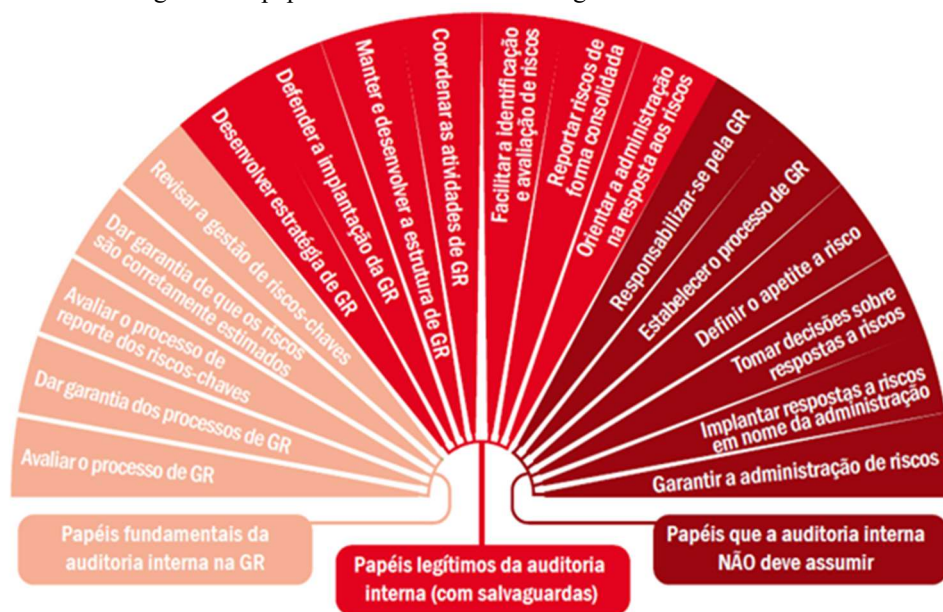 Avaliar o processo de GR
Dar garantia dos processos de GR
Avaliar o processo de
reporte dos riscos-chaves
Dar garantia de que os riscos
são corretamente estimados
Revisar a gestão de riscos-chaves
Desenvolver estratégia de GR
Defender a implantação da GR
Manter e desenvolver a estrutura de GR
Coordenar as atividades de GR
Facilitar a identificação
e avaliação de riscos
Reportar riscos de
forma consolidada
Orientar a administração
na resposta aos riscos
Responsabilizar-se pela GR
Estabelecer o processo de GR
Definir o apetite a risco
Tomar decisões sobre
respostas a riscos
Implantar respostas a riscos
em nome da administração
Garantir a administração de riscos
Papéis fundamentais da
auditoria interna na GR
Papéis legítimos da auditoria
interna (com salvaguardas)
Papéis que a auditoria interna
NÃO deve assumir